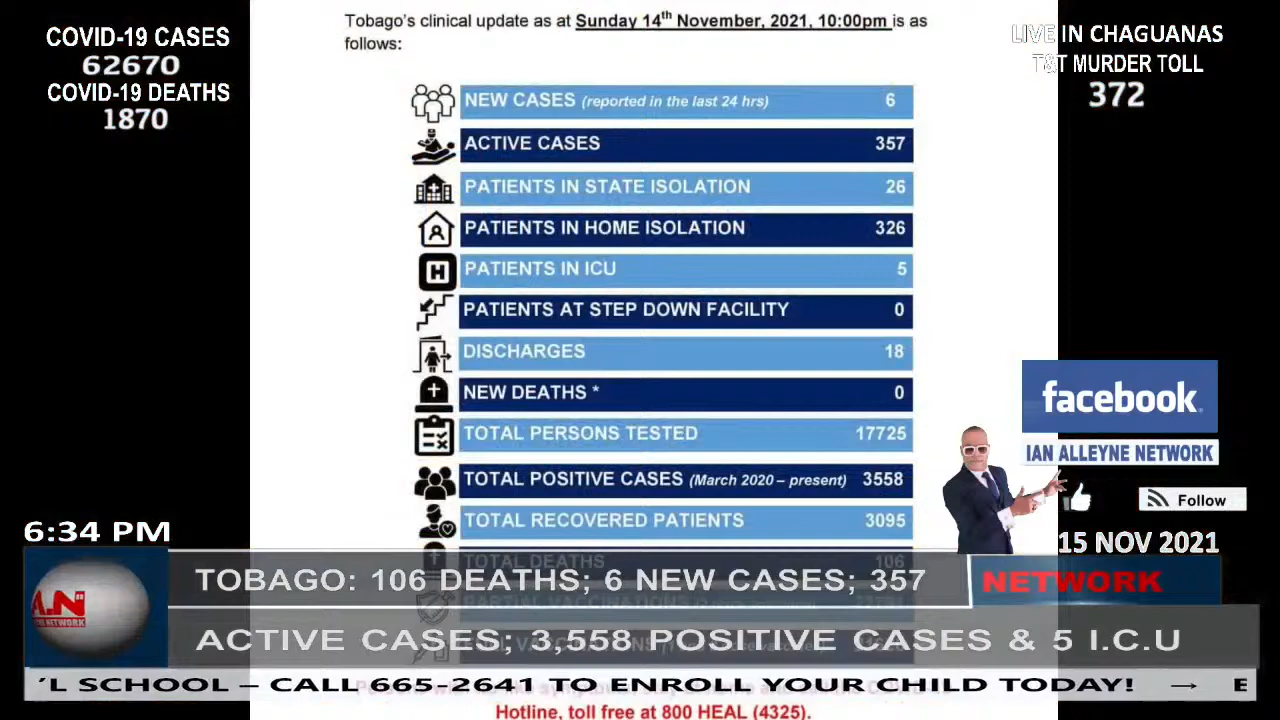 COVID-19 CASES
62670
COVID-19 DEATHS
1870
Tobago's clinical update as at Sunday 14th November, 2021, 10:00pm is as
follows:
LIVE IN CHAGUANAS
T&T MURDER TOLL
372
NEW CASES (reported in the last 24 hrs) 6
ACTIVE CASES 357
PATIENTS IN STATE ISOLATION 26
PATIENTS IN HOME ISOLATION 326
H PATIENTS IN ICU 5
PATIENTS AT STEP DOWN FACILITY 0
DISCHARGES 18
NEW DEATHS * 0
TOTAL PERSONS TESTED 17725
TOTAL POSITIVE CASES (March 2020 – present) 3558
TOTAL RECOVERED PATIENTS 3095
TOTAL DEATHS 106
PARTIAL VACCINATIONS
facebook
IAN ALLEYNE NETWORK
Follow
6:34 PM
15 NOV 2021
TOBAGO: 106 DEATHS; 6 NEW CASES; 357
NETWORK
A.N
NETWORK
ACTIVE CASES; 3,558 POSITIVE CASES & 5 I.C.U
'L SCHOOL – CALL 665-2641 TO ENROLL YOUR CHILD TODAY! → E
Hotline, toll free at 800 HEAL (4325).